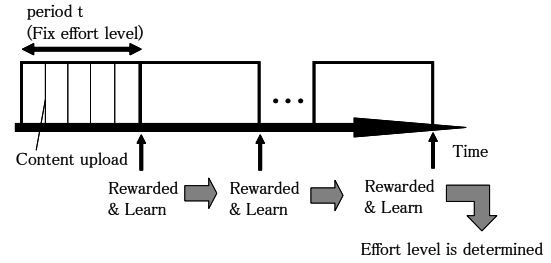 period t
(Fix effort level)
...
Content upload
Time
Rewarded
& Learn
Rewarded
& Learn
Rewarded
& Learn
Effort level is determined